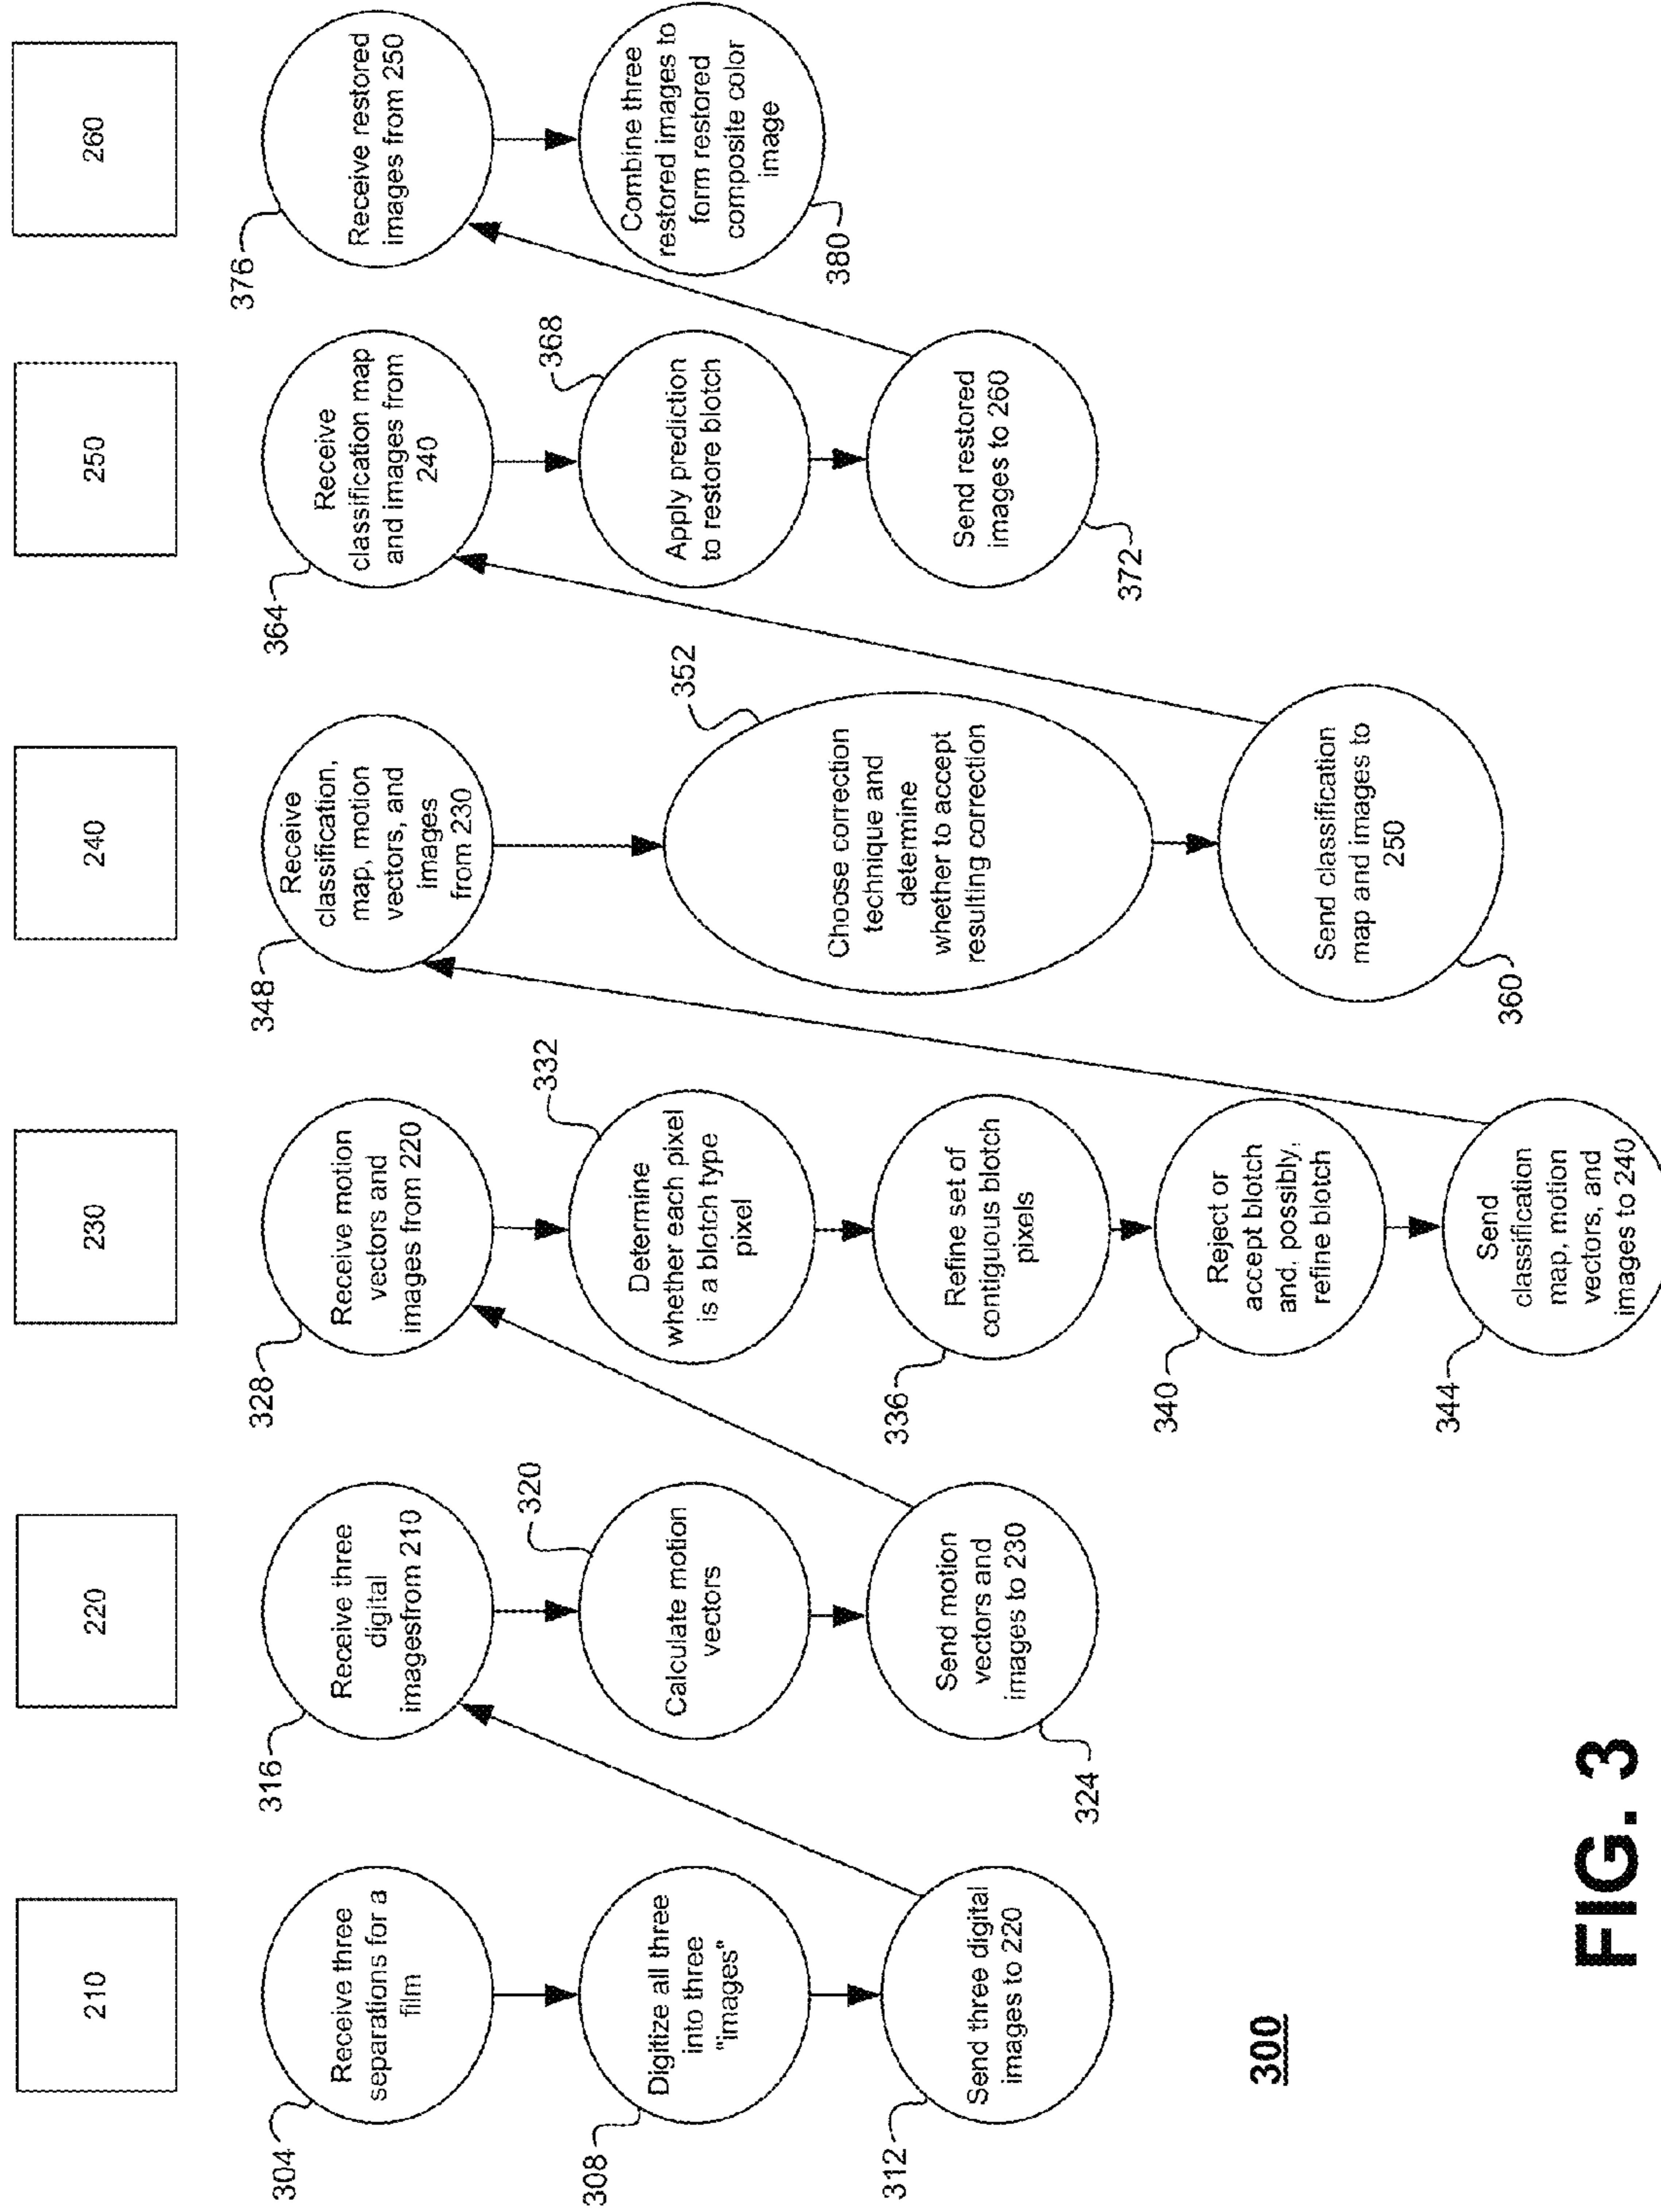 210
304
Receive three
separations for a
film
308
Digitize all three
into three
"images"
312
Send three digital
images to 220
220
316
Receive three
digital
imagesfrom 210
320
Calculate motion
vectors
324
Send motion
vectors and
images to 230
230
328
Receive motion
vectors and
images from 220
332
Determine
whether each pixel
is a blotch type
pixel
336
Refine set of
contiguous blotch
pixels
340
Reject or
accept blotch
and, possibly,
refine blotch
344
Send
classification
map, motion
vectors, and
images to 240
240
348
Receive
classification,
map, motion
vectors, and
images
from 230
352
Choose correction
technique and
determine
whether to accept
resulting correction
360
Send classification
map and images to
250
250
364
Receive
classification map
and images from
240
368
Apply prediction
to restore blotch
372
Send restored
images to 260
260
376
Receive restored
images from 250
380
Combine three
restored images to
form restored
composite color
image
300
FIG. 3